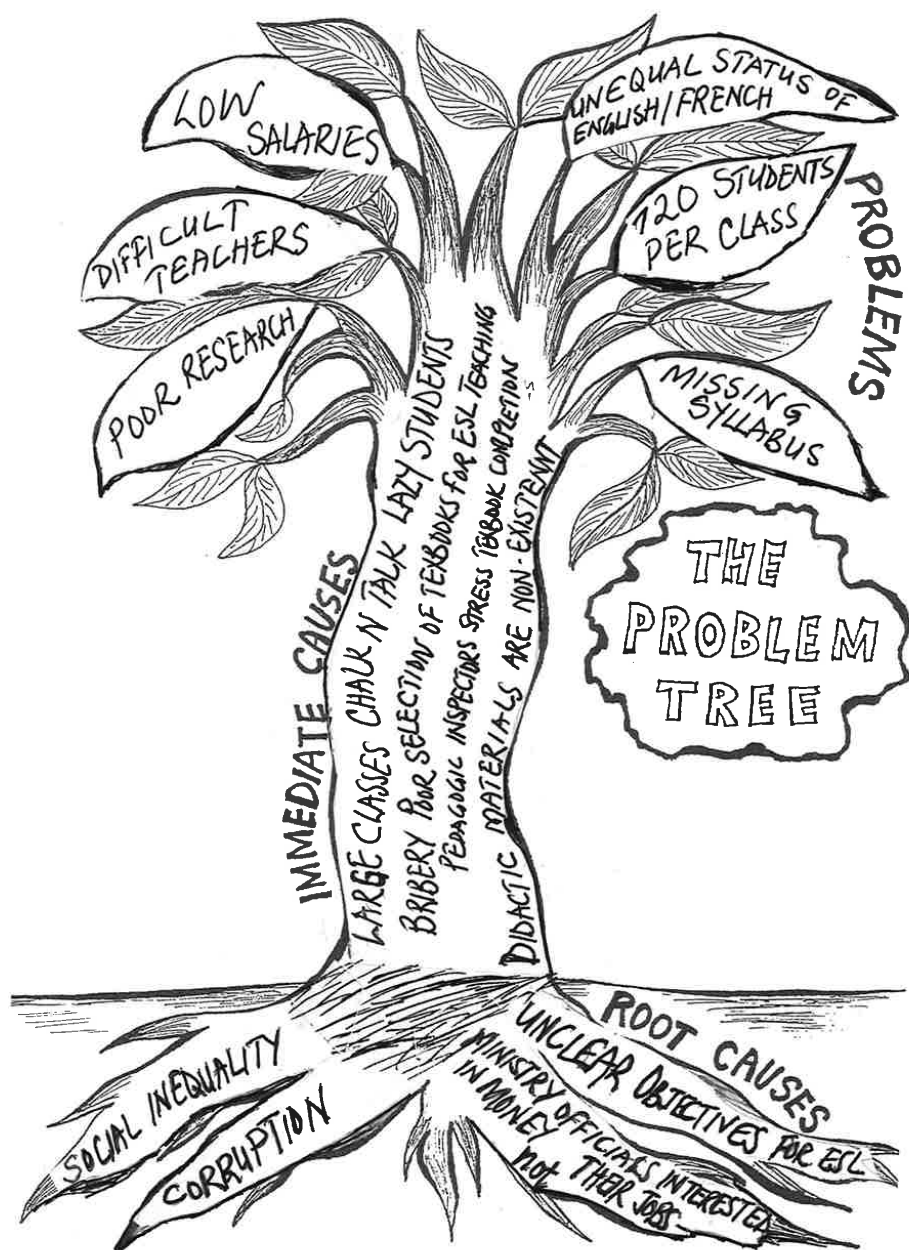 LOW
SALARIES
UNEQUAL STATUS OF
ENGLISH/FRENCH
DIFFICULT
TEACHERS
120 STUDENTS
PER CLASS
PROBLEMS
POOR RESEARCH
MISSING
SYLLABUS
THE
PROBLEM
TREE
IMMEDIATE CAUSES
LARGE CLASSES CHALK N TALK LAZY STUDENTS
BRIBERY POOR SELECTION OF TEXBOOKS FOR ESL TEACHING
PEDAGOGIC INSPECTORS STRESS TEXBOOK COMPLETION
DIDACTIC MATERIALS ARE NON-EXISTENT
ROOT CAUSES
SOCIAL INEQUALITY
CORRUPTION
UNCLEAR OBJECTIVES FOR ESL
MINISTRY OFFICIALS INTERESTED
IN MONEY THEIR JOBS
not